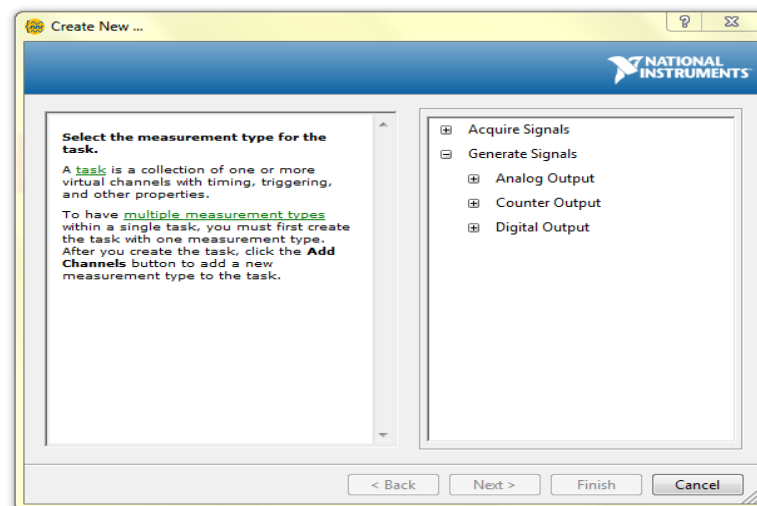 Create New ...
NATIONAL
INSTRUMENTS
Select the measurement type for the
task.
A task is a collection of one or more
virtual channels with timing, triggering,
and other properties.
To have multiple measurement types
within a single task, you must first create
the task with one measurement type.
After you create the task, click the Add
Channels button to add a new
measurement type to the task.
Acquire Signals
Generate Signals
Analog Output
Counter Output
Digital Output
< Back
Next >
Finish
Cancel